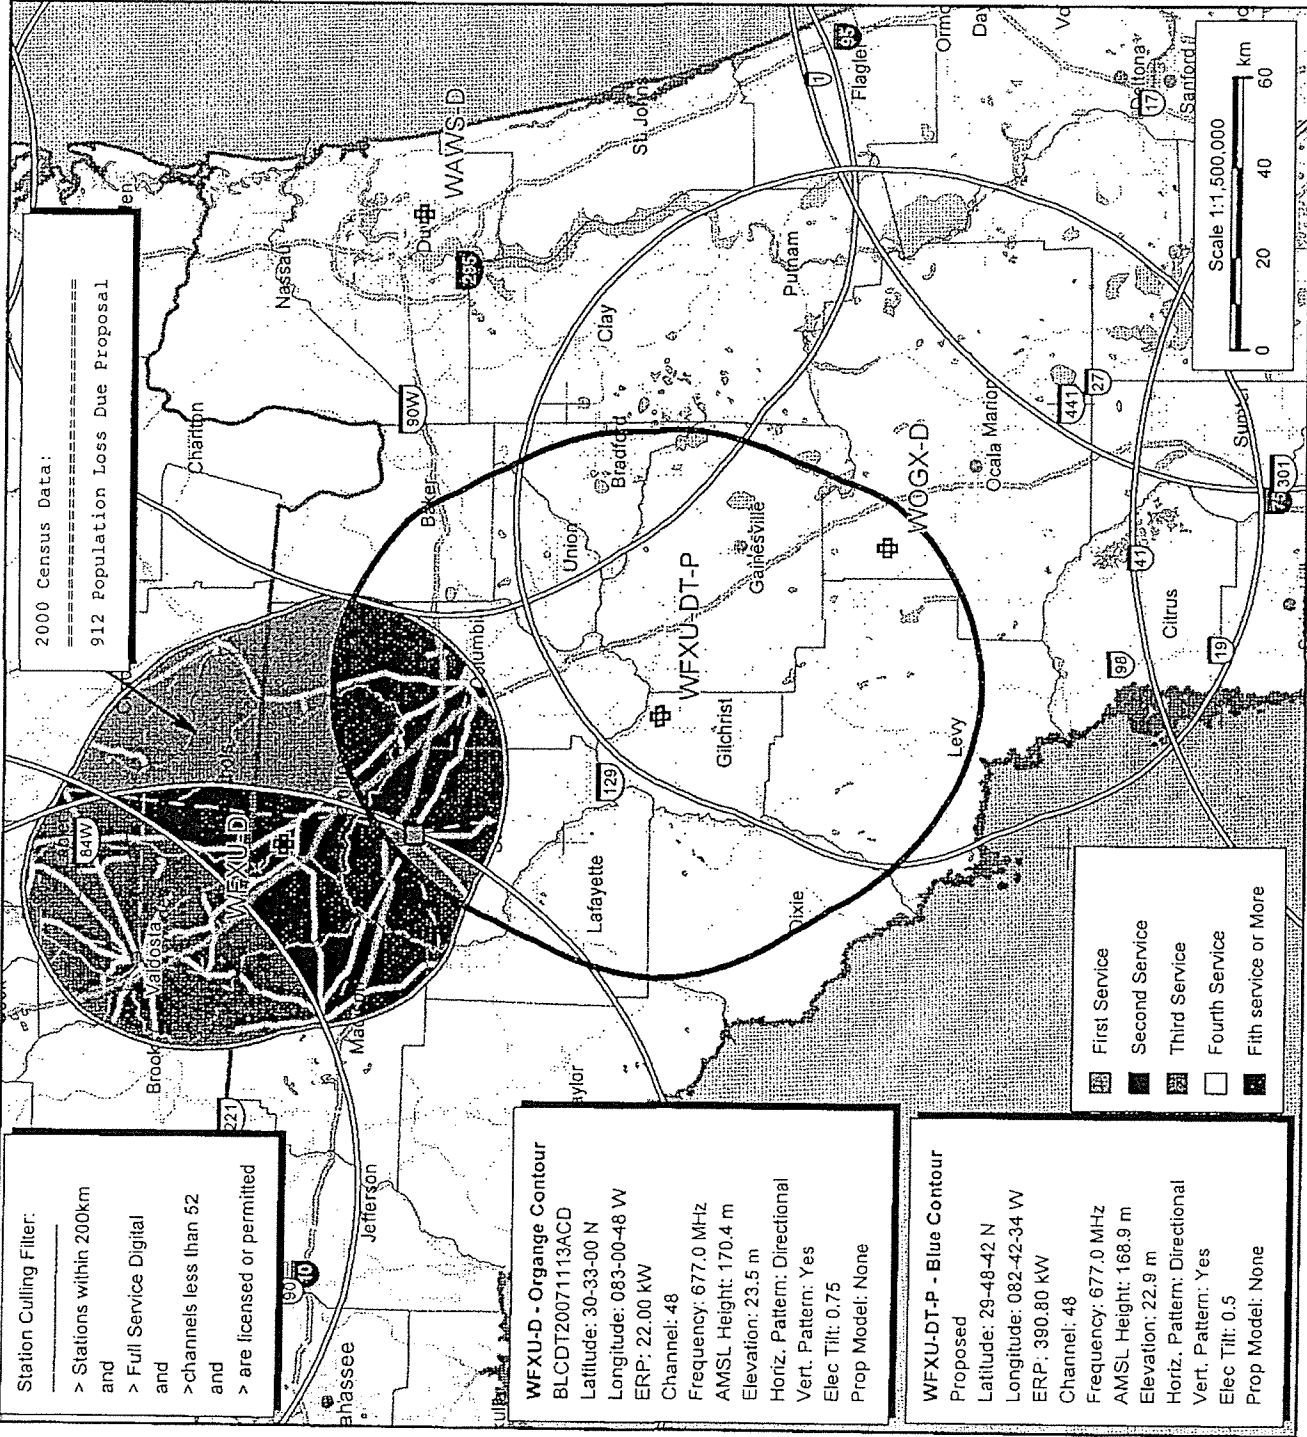 Station Culling Filter:
> Stations within 200km
and
> Full Service Digital
and
>channels less than 52
and
> are licensed or permitted
2000 Census Data:
================================
912 Population Loss Due Proposal
WFXU-D - Organge Contour
BLCDT20071113ACD
Latitude: 30-33-00 N
Longitude: 083-00-48 W
ERP: 22.00 kW
Channel: 48
Frequency: 677.0 MHz
AMSL Height: 170.4 m
Elevation: 23.5 m
Horiz. Pattern: Directional
Vert. Pattern: Yes
Elec Tilt: 0.75
Prop Model: None
WFXU-DT-P - Blue Contour
Proposed
Latitude: 29-48-42 N
Longitude: 082-42-34 W
ERP: 390.80 kW
Channel: 48
Frequency: 677.0 MHz
AMSL Height: 168.9 m
Elevation: 22.9 m
Horiz. Pattern: Directional
Vert. Pattern: Yes
Elec Tilt: 0.5
Prop Model: None
First Service
Second Service
Third Service
Fourth Service
Fith service or More
Scale 1:1,500,000
0 20 40 60
km
84W
WFXU-D
Valdosta
Brook
221
Jefferson
90
10
ahassee
aylor
Charlton
Nassau
Du
WAWS D
295
90W
Baker
Columbi
Union
Bradford
Clay
St. Johns
Putnam
Flagler
95
1
Ormo
Day
Vo
Deltona
17
Sanford
Lafayette
129
Dixie
Gilchrist
WFXU-DT-P
Gainesville
WOGX-D
Levy
Ocala Marion
441
27
41
Citrus
98
19
Sumter
75
301